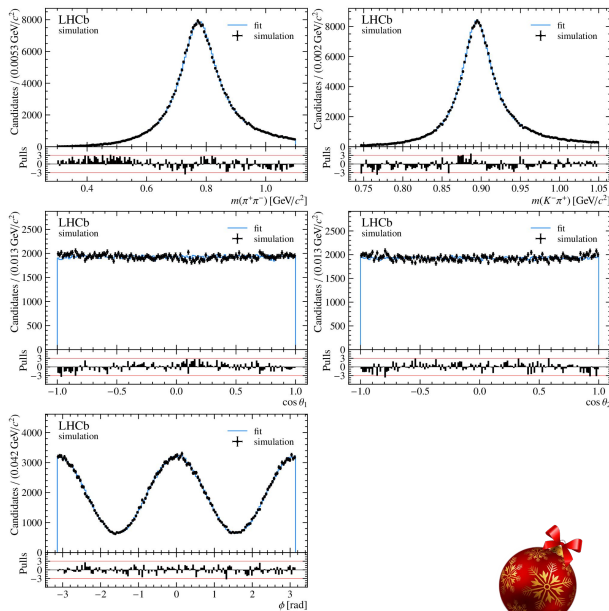 LHCb
simulation
fit
simulation
Candidates / (0.0053 GeV/c²)
8000
6000
4000
2000
0
Pulls
3
0
−3
0.4
0.6
0.8
1.0
m(π⁺π⁻) [GeV/c²]
LHCb
simulation
fit
simulation
Candidates / (0.002 GeV/c²)
8000
6000
4000
2000
0
Pulls
3
0
−3
0.75
0.80
0.85
0.90
0.95
1.00
1.05
m(K⁻π⁺) [GeV/c²]
LHCb
simulation
fit
simulation
Candidates / (0.013 GeV/c²)
2500
2000
1500
1000
500
0
Pulls
3
0
−3
−1.0
−0.5
0.0
0.5
1.0
cos θ₁
LHCb
simulation
fit
simulation
Candidates / (0.013 GeV/c²)
2500
2000
1500
1000
500
0
Pulls
3
0
−3
−1.0
−0.5
0.0
0.5
1.0
cos θ₂
LHCb
simulation
fit
simulation
Candidates / (0.042 GeV/c²)
4000
3000
2000
1000
0
Pulls
3
0
−3
−3
−2
−1
0
1
2
3
ϕ [rad]